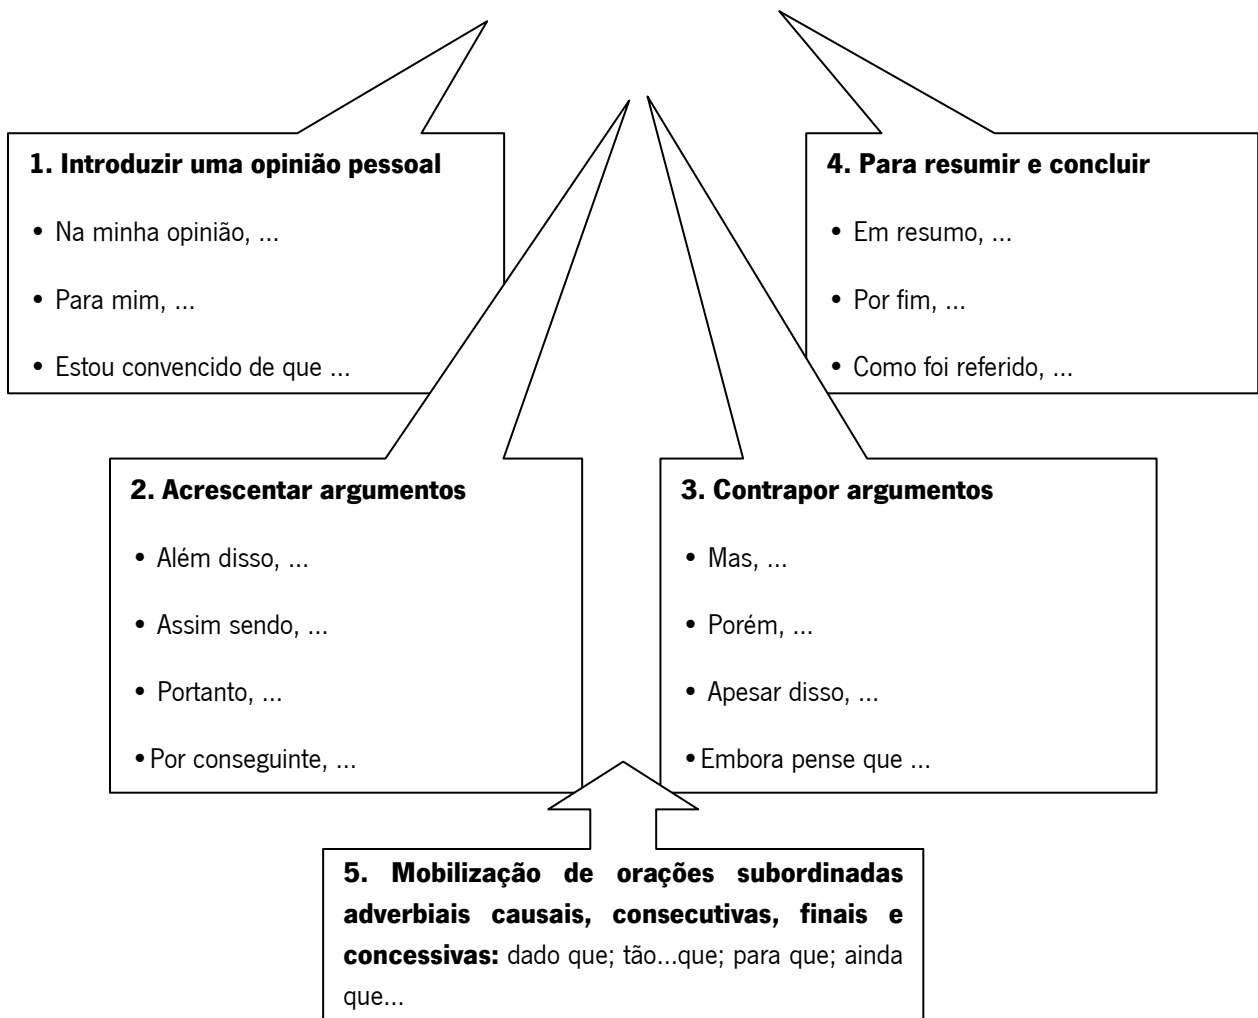 1. Introduzir uma opinião pessoal
• Na minha opinião, ...
• Para mim, ...
• Estou convencido de que ...
4. Para resumir e concluir
• Em resumo, ...
• Por fim, ...
• Como foi referido, ...
2. Acrescentar argumentos
• Além disso, ...
• Assim sendo, ...
• Portanto, ...
• Por conseguinte, ...
3. Contrapor argumentos
• Mas, ...
• Porém, ...
• Apesar disso, ...
• Embora pense que ...
5. Mobilização de orações subordinadas
adverbiais causais, consecutivas, finais e
concessivas: dado que; tão...que; para que; ainda
que...